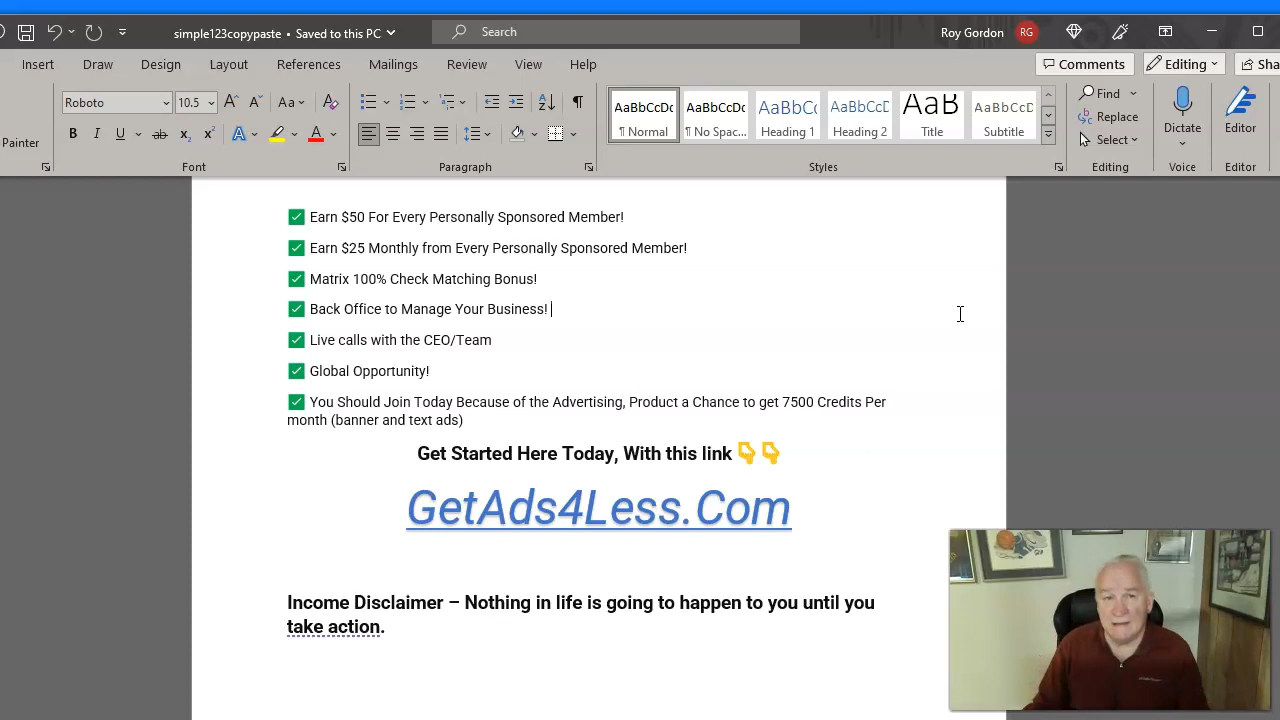 simple123copypaste • Saved to this PC
Search
Roy Gordon
RG
Insert Draw Design Layout References Mailings Review View Help
Comments
Editing
Painter
Roboto
10.5
Aa
B I U ab x₂ x² A A
Font
Paragraph
AaBbCcDc AaBbCcDc AaBbC AaBbCcD AaB AaBbCcD
¶ Normal ¶ No Spac... Heading 1 Heading 2 Title Subtitle
Styles
Find
Replace
Select
Editing
Dictate
Voice
Editor
Editor
✅ Earn $50 For Every Personally Sponsored Member!
✅ Earn $25 Monthly from Every Personally Sponsored Member!
✅ Matrix 100% Check Matching Bonus!
✅ Back Office to Manage Your Business!
✅ Live calls with the CEO/Team
✅ Global Opportunity!
✅ You Should Join Today Because of the Advertising, Product a Chance to get 7500 Credits Per
month (banner and text ads)
Get Started Here Today, With this link 👇👇
GetAds4Less.Com
Income Disclaimer – Nothing in life is going to happen to you until you
take action.